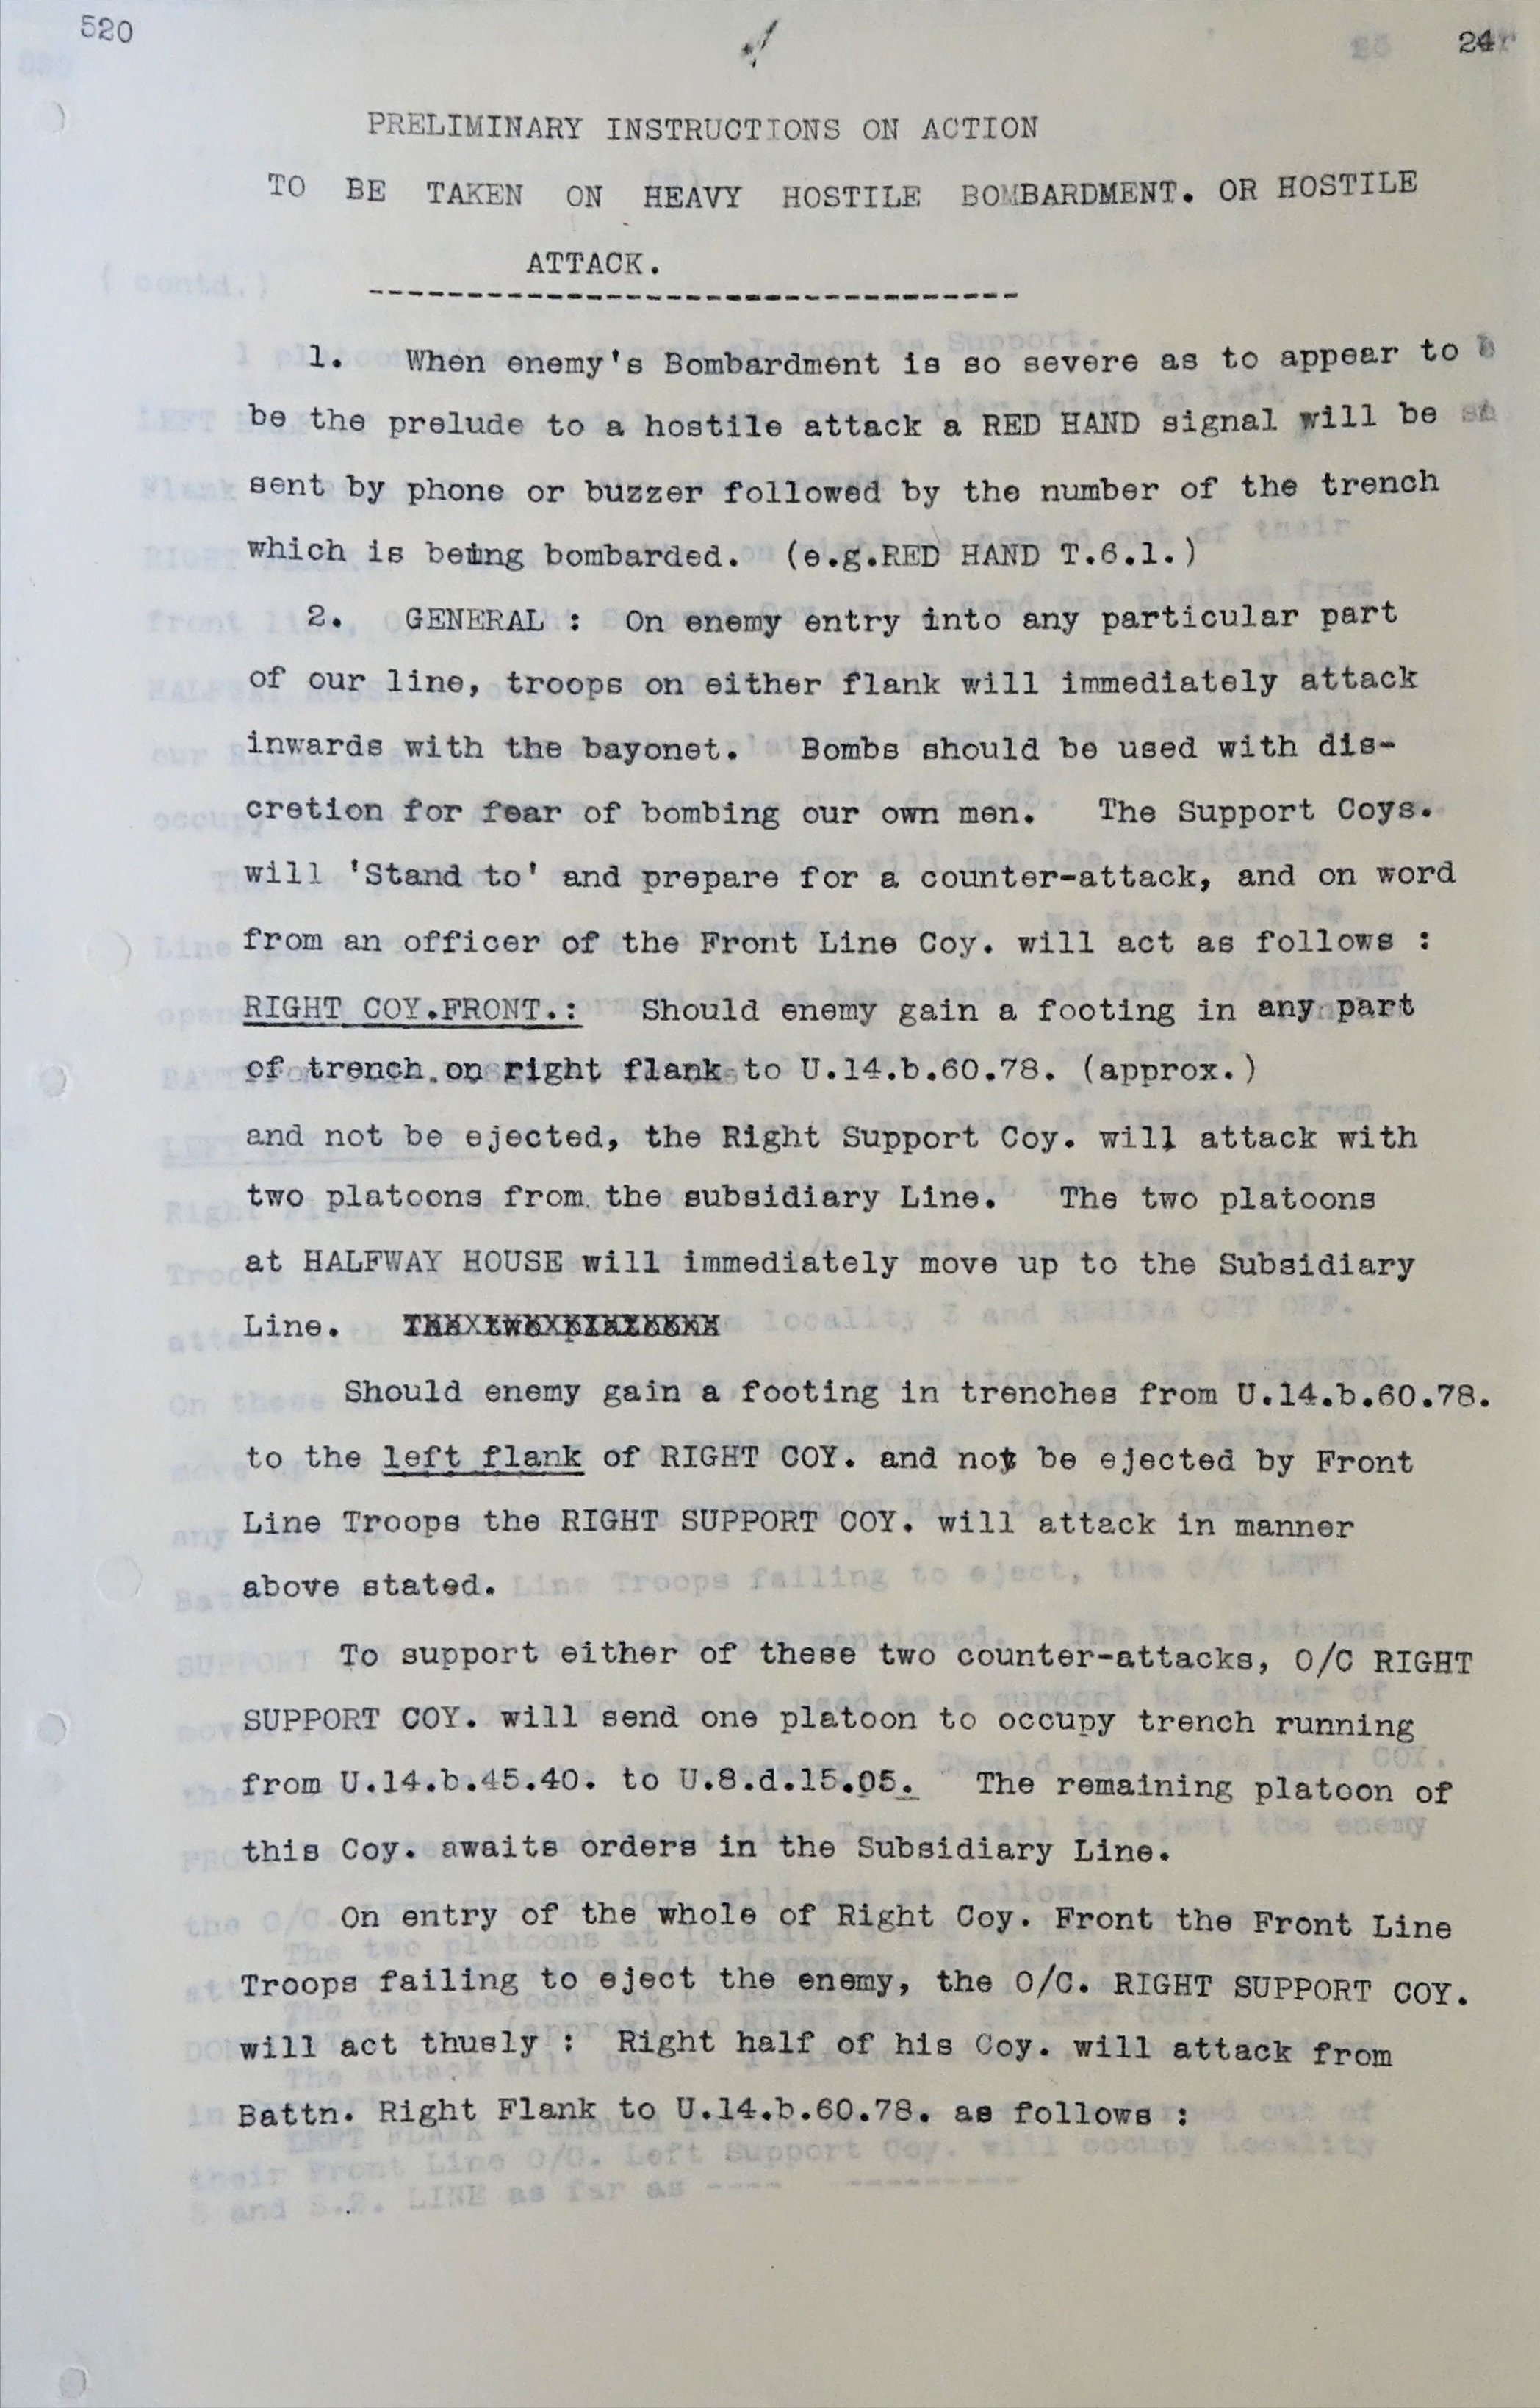 520
24
PRELIMINARY INSTRUCTIONS ON ACTION
TO BE TAKEN ON HEAVY HOSTILE BOMBARDMENT. OR HOSTILE
ATTACK.
---------------------------------
1. When enemy's Bombardment is so severe as to appear to
be the prelude to a hostile attack a RED HAND signal will be
sent by phone or buzzer followed by the number of the trench
which is being bombarded. (e.g.RED HAND T.6.1.)
2. GENERAL : On enemy entry into any particular part
of our line, troops on either flank will immediately attack
inwards with the bayonet. Bombs should be used with dis-
cretion for fear of bombing our own men. The Support Coys.
will 'Stand to' and prepare for a counter-attack, and on word
from an officer of the Front Line Coy. will act as follows :
RIGHT COY.FRONT.: Should enemy gain a footing in any part
of trench on right flank to U.14.b.60.78. (approx.)
and not be ejected, the Right Support Coy. will attack with
two platoons from the subsidiary Line. The two platoons
at HALFWAY HOUSE will immediately move up to the Subsidiary
Line.
Should enemy gain a footing in trenches from U.14.b.60.78.
to the left flank of RIGHT COY. and not be ejected by Front
Line Troops the RIGHT SUPPORT COY. will attack in manner
above stated.
To support either of these two counter-attacks, O/C RIGHT
SUPPORT COY. will send one platoon to occupy trench running
from U.14.b.45.40. to U.8.d.15.05. The remaining platoon of
this Coy. awaits orders in the Subsidiary Line.
On entry of the whole of Right Coy. Front the Front Line
Troops failing to eject the enemy, the O/C. RIGHT SUPPORT COY.
will act thusly : Right half of his Coy. will attack from
Battn. Right Flank to U.14.b.60.78. as follows :